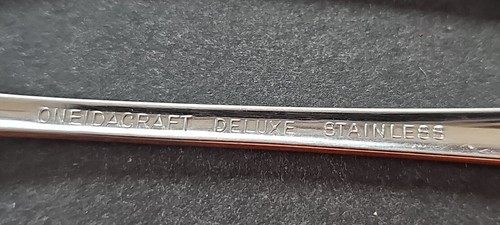 ONEIDACRAFT DELUXE STAINLESS